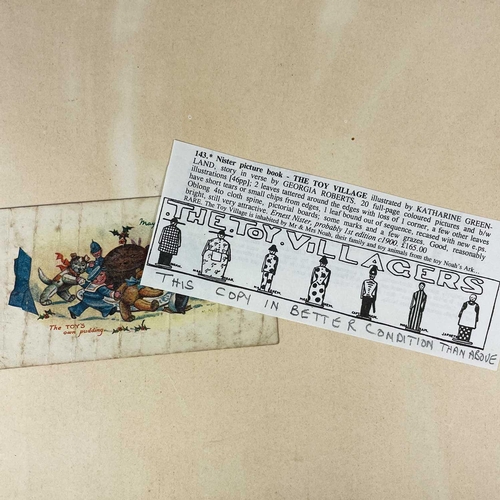 143.* Nister picture book - THE TOY VILLAGE illustrated by KATHARINE GREEN-
LAND, story in verse by GEORGIA ROBERTS. 20 full-page coloured pictures and b/w
illustrations [46pp]; 2 leaves tattered around the edges with loss of 1 corner, a few other leaves
have short tears or small chips from edges, 1 leaf bound out of sequence, recased with new e.ps.
Oblong 4to cloth spine, pictorial boards; some marks and a few grazes. Good, reasonably
bright, still very attractive, Ernest Nister, probably 1st edition c1900. £165.00
RARE. The Toy Village is inhabited by Mr & Mrs Noah, their family and toy animals from the toy Noah's Ark...
THE TOY VILLAGERS
THIS COPY IN BETTER CONDITION THAN ABOVE
The TOYS
own pudding